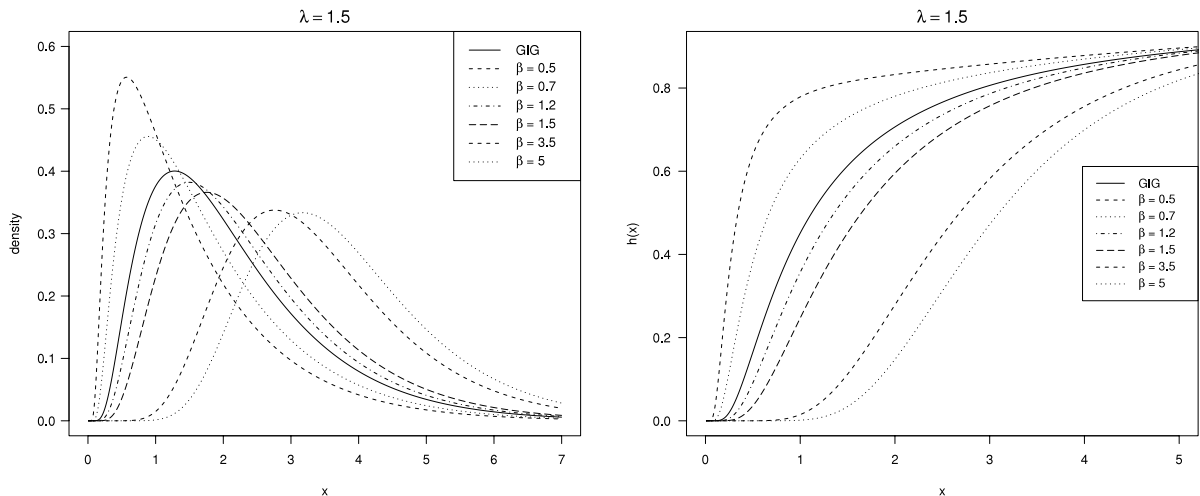 λ = 1.5
density
0.6
0.5
0.4
0.3
0.2
0.1
0.0
GIG
β = 0.5
β = 0.7
β = 1.2
β = 1.5
β = 3.5
β = 5
0 1 2 3 4 5 6 7
x
λ = 1.5
h(x)
0.8
0.6
0.4
0.2
0.0
GIG
β = 0.5
β = 0.7
β = 1.2
β = 1.5
β = 3.5
β = 5
0 1 2 3 4 5
x